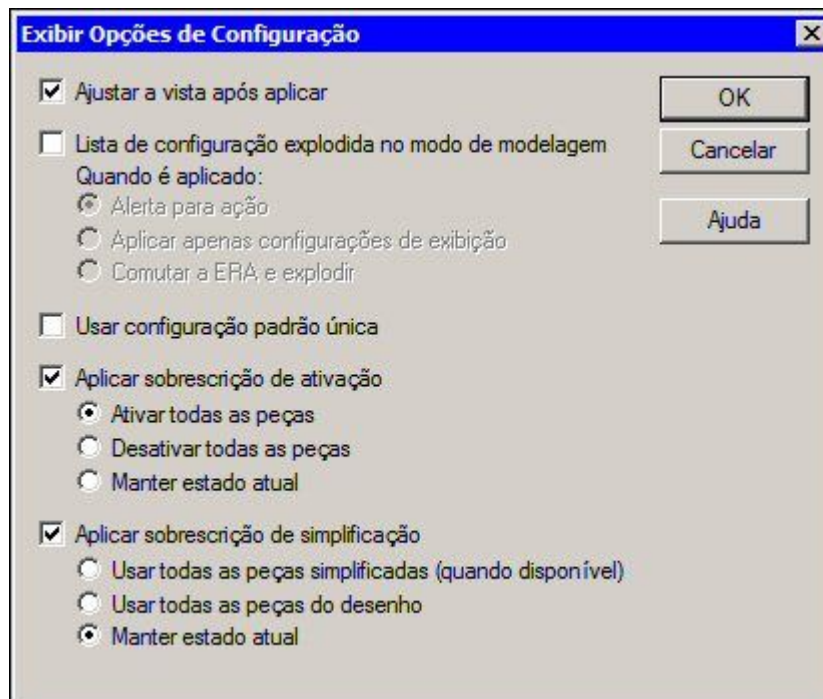 Exibir Opções de Configuração
Ajustar a vista após aplicar
OK
Lista de configuração explodida no modo de modelagem
Cancelar
Quando é aplicado:
Alerta para ação
Ajuda
Aplicar apenas configurações de exibição
Comutar a ERA e explodir
Usar configuração padrão única
Aplicar sobrescrição de ativação
Ativar todas as peças
Desativar todas as peças
Manter estado atual
Aplicar sobrescrição de simplificação
Usar todas as peças simplificadas (quando disponível)
Usar todas as peças do desenho
Manter estado atual